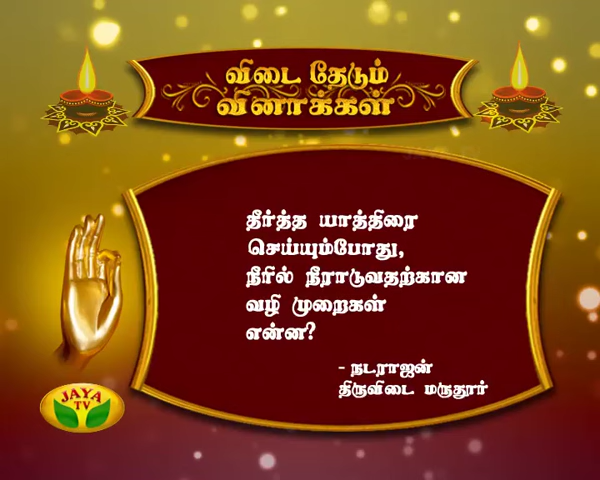 விடை தேடும்
வினாக்கள்
தீர்த்த யாத்திரை
செய்யும்போது,
நீரில் நீராடுவதற்கான
வழி முறைகள்
என்ன?
- நடராஜன்
திருவிடை மருதூர்
JAYA
TV